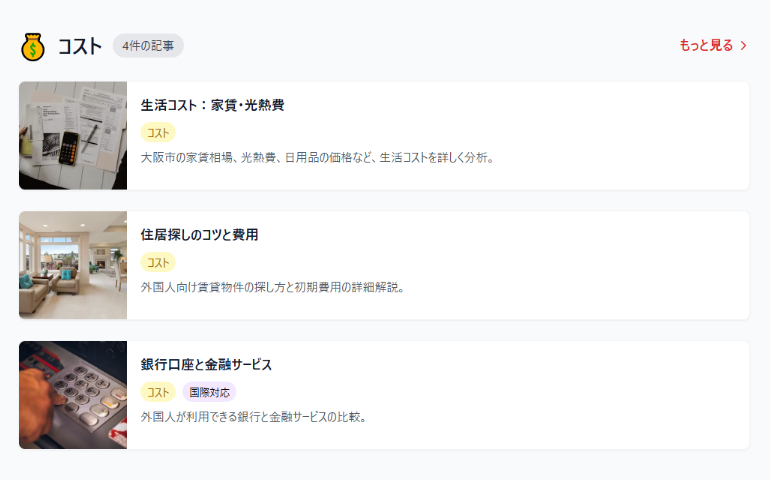 コスト 4件の記事 もっと見る
生活コスト：家賃・光熱費
コスト
大阪市の家賃相場、光熱費、日用品の価格など、生活コストを詳しく分析。
住居探しのコツと費用
コスト
外国人向け賃貸物件の探し方と初期費用の詳細解説。
銀行口座と金融サービス
コスト 国際対応
外国人が利用できる銀行と金融サービスの比較。